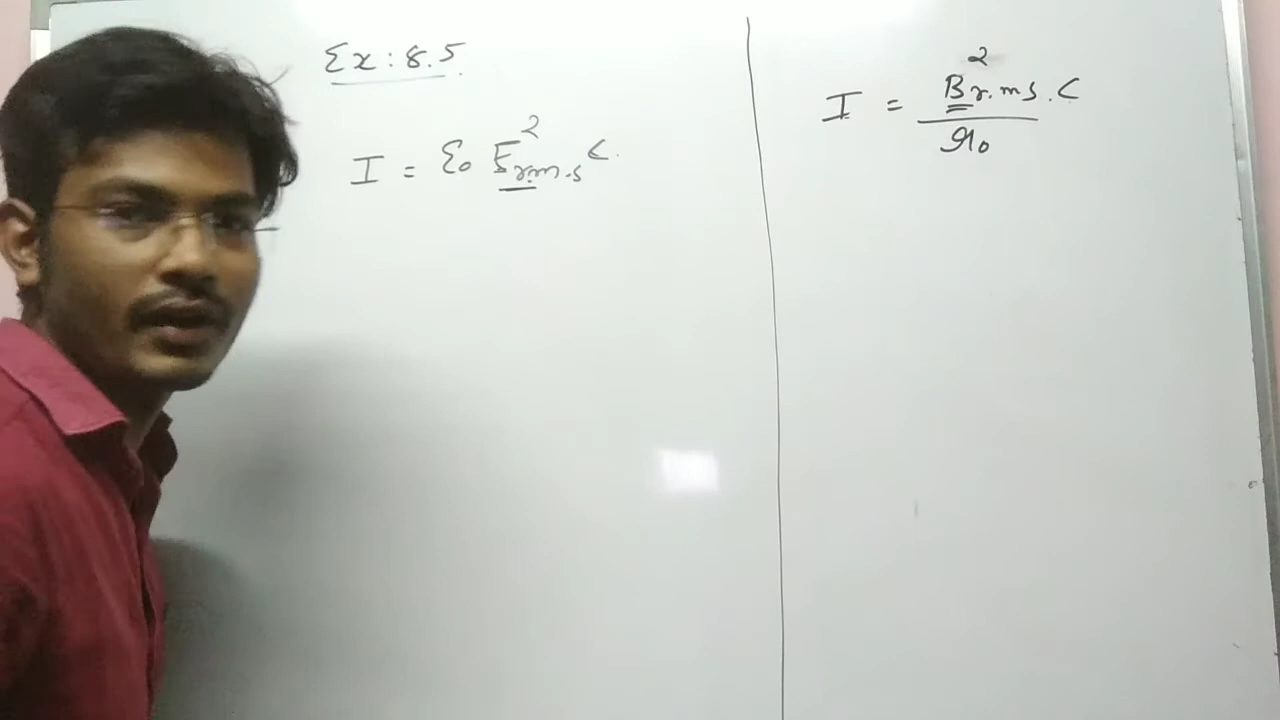 Ex : 8.5
I = ε₀ E²r.m.s C.
I = B²r.m.s . C / μ₀